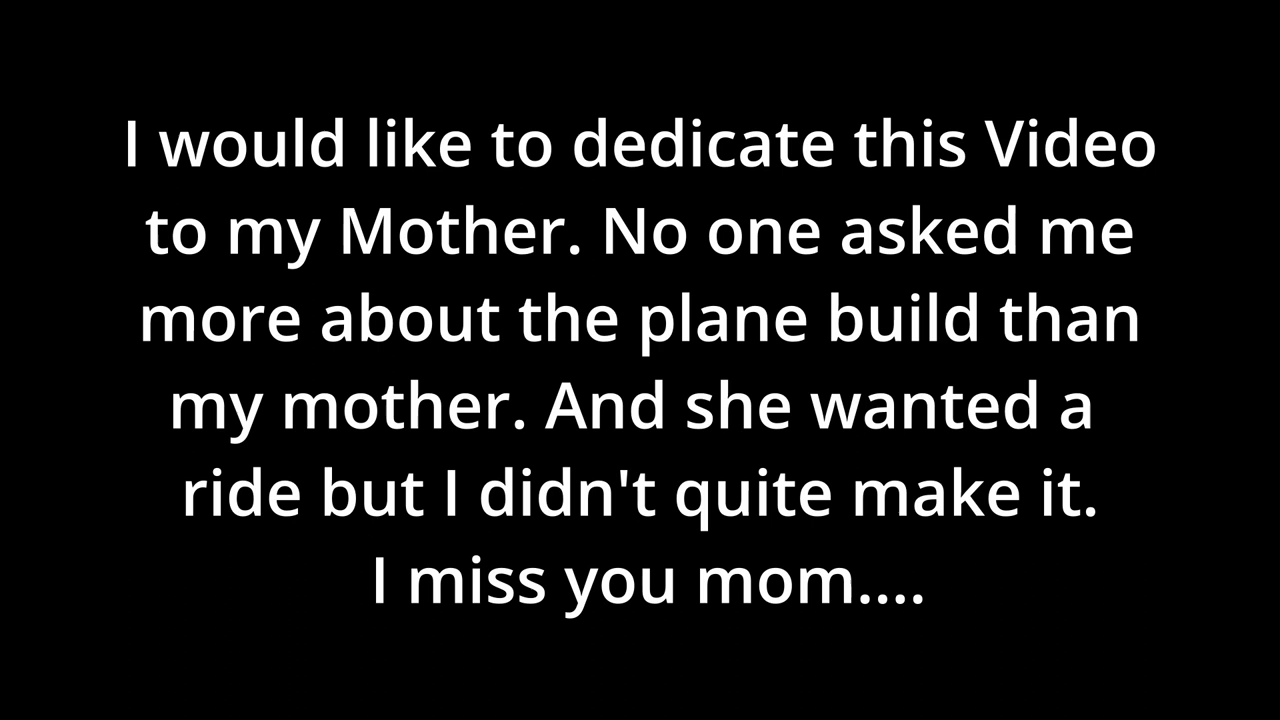 I would like to dedicate this Video
to my Mother. No one asked me
more about the plane build than
my mother. And she wanted a
ride but I didn't quite make it.
I miss you mom....